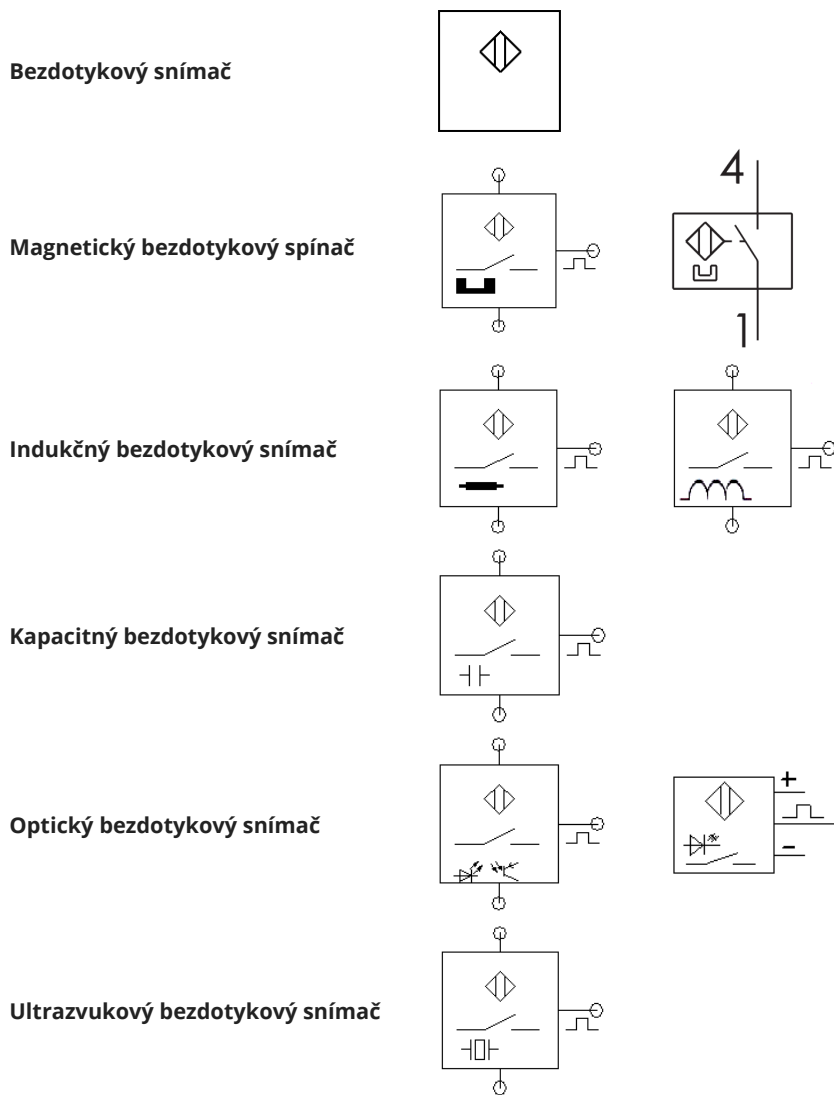 Bezdotykový snímač
4
Magnetický bezdotykový spínač
1
Indukčný bezdotykový snímač
Kapacitný bezdotykový snímač
+
Optický bezdotykový snímač
-
Ultrazvukový bezdotykový snímač